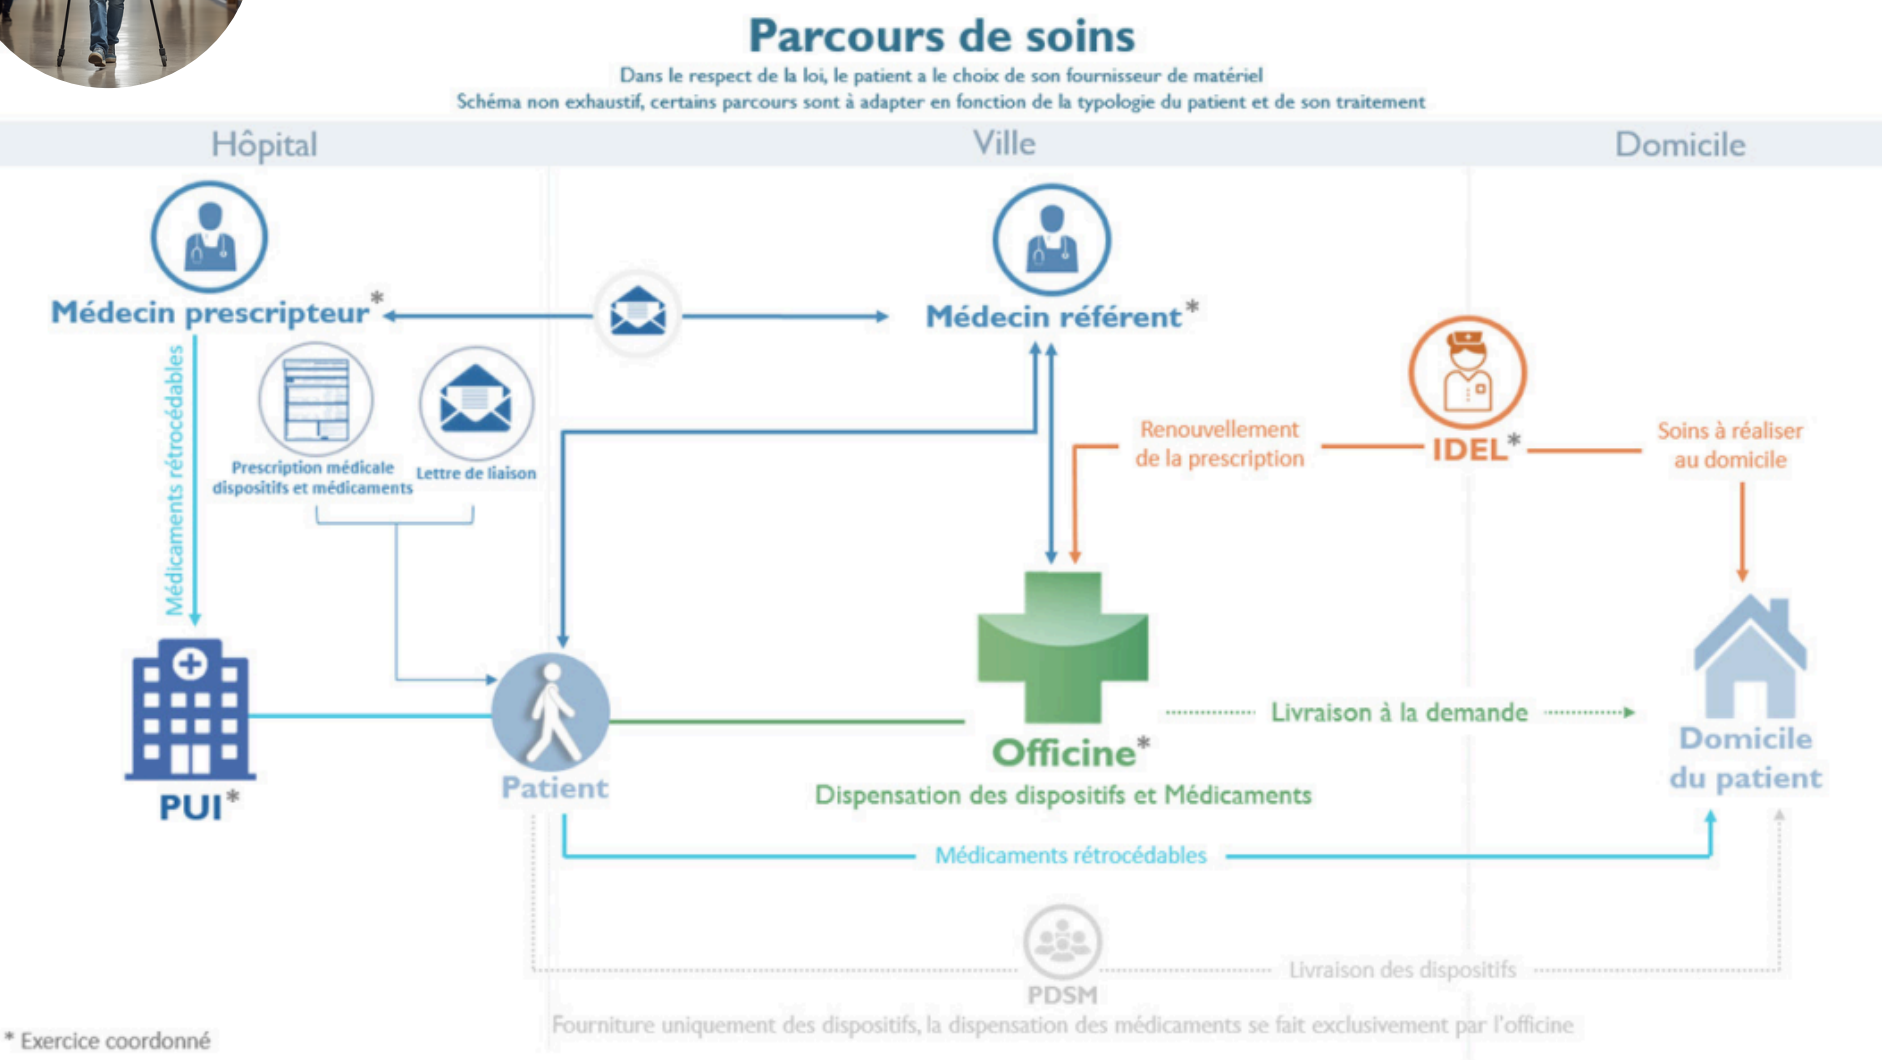 Parcours de soins
Dans le respect de la loi, le patient a le choix de son fournisseur de matériel
Schéma non exhaustif, certains parcours sont à adapter en fonction de la typologie du patient et de son traitement
Hôpital
Ville
Domicile
Médecin prescripteur*
Médecin référent*
Médicaments rétrocédables
Prescription médicale
dispositifs et médicaments
Lettre de liaison
Renouvellement
de la prescription
IDEL*
Soins à réaliser
au domicile
PUI*
Patient
Officine*
Dispensation des dispositifs et Médicaments
Livraison à la demande
Domicile
du patient
Médicaments rétrocédables
PDSM
Livraison des dispositifs
Fourniture uniquement des dispositifs, la dispensation des médicaments se fait exclusivement par l'officine
* Exercice coordonné